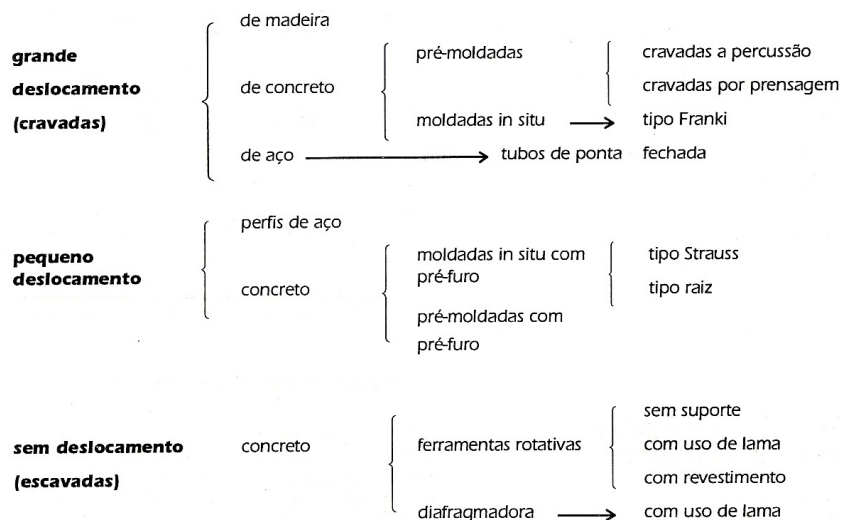 de madeira
grande
deslocamento
(cravadas)
pré-moldadas
cravadas a percussão
de concreto
cravadas por prensagem
moldadas in situ
tipo Franki
de aço
tubos de ponta fechada
perfis de aço
pequeno
deslocamento
moldadas in situ com
pré-furo
tipo Strauss
concreto
tipo raiz
pré-moldadas com
pré-furo
sem deslocamento
(escavadas)
concreto
ferramentas rotativas
sem suporte
com uso de lama
com revestimento
diafragmadora
com uso de lama